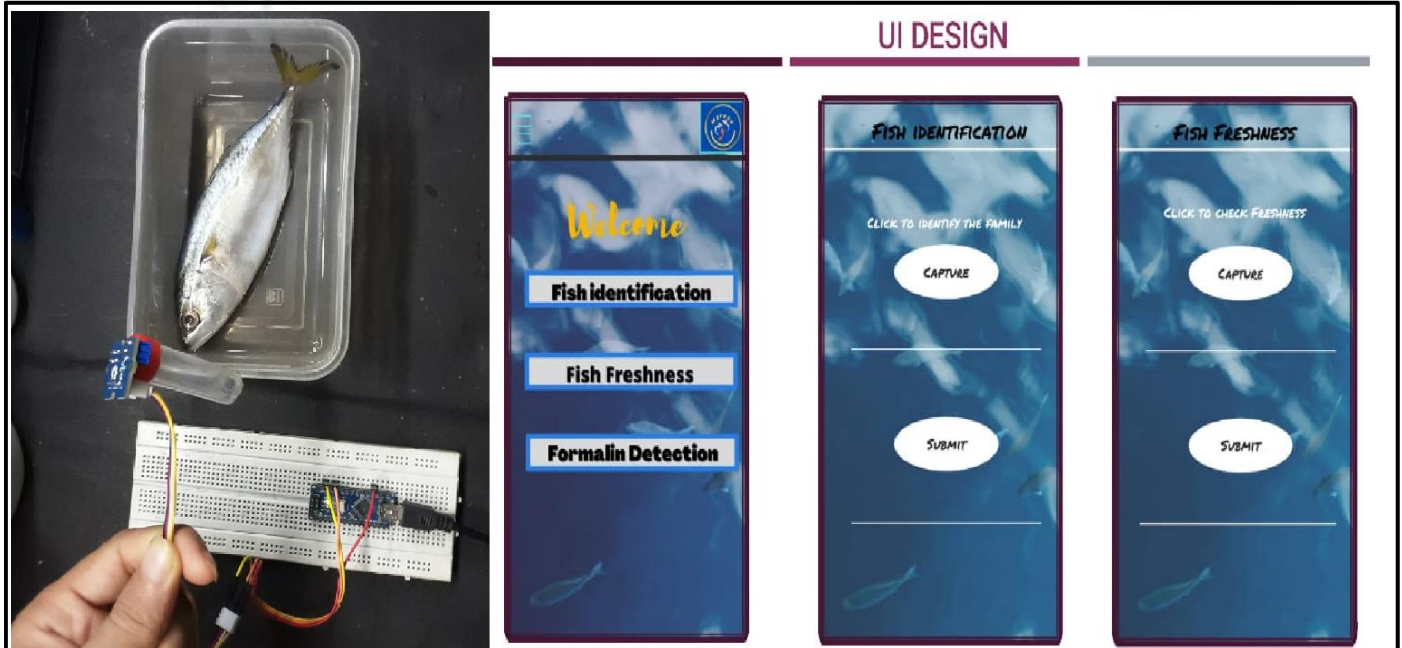 UI DESIGN
Welcome
Fish identification
Fish Freshness
Formalin Detection
FISH IDENTIFICATION
CLICK TO IDENTIFY THE FAMILY
CAPTURE
SUBMIT
FISH FRESHNESS
CLICK TO CHECK FRESHNESS
CAPTURE
SUBMIT